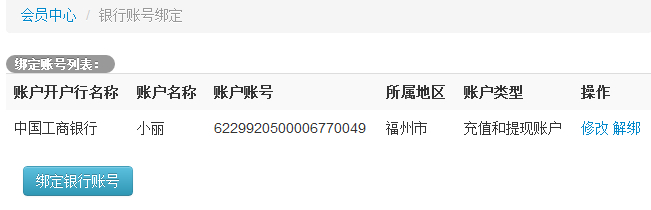 会员中心 / 银行账号绑定
绑定账号列表：
账户开户行名称 账户名称 账户账号 所属地区 账户类型 操作
中国工商银行 小丽 6229920500006770049 福州市 充值和提现账户 修改 解绑
绑定银行账号